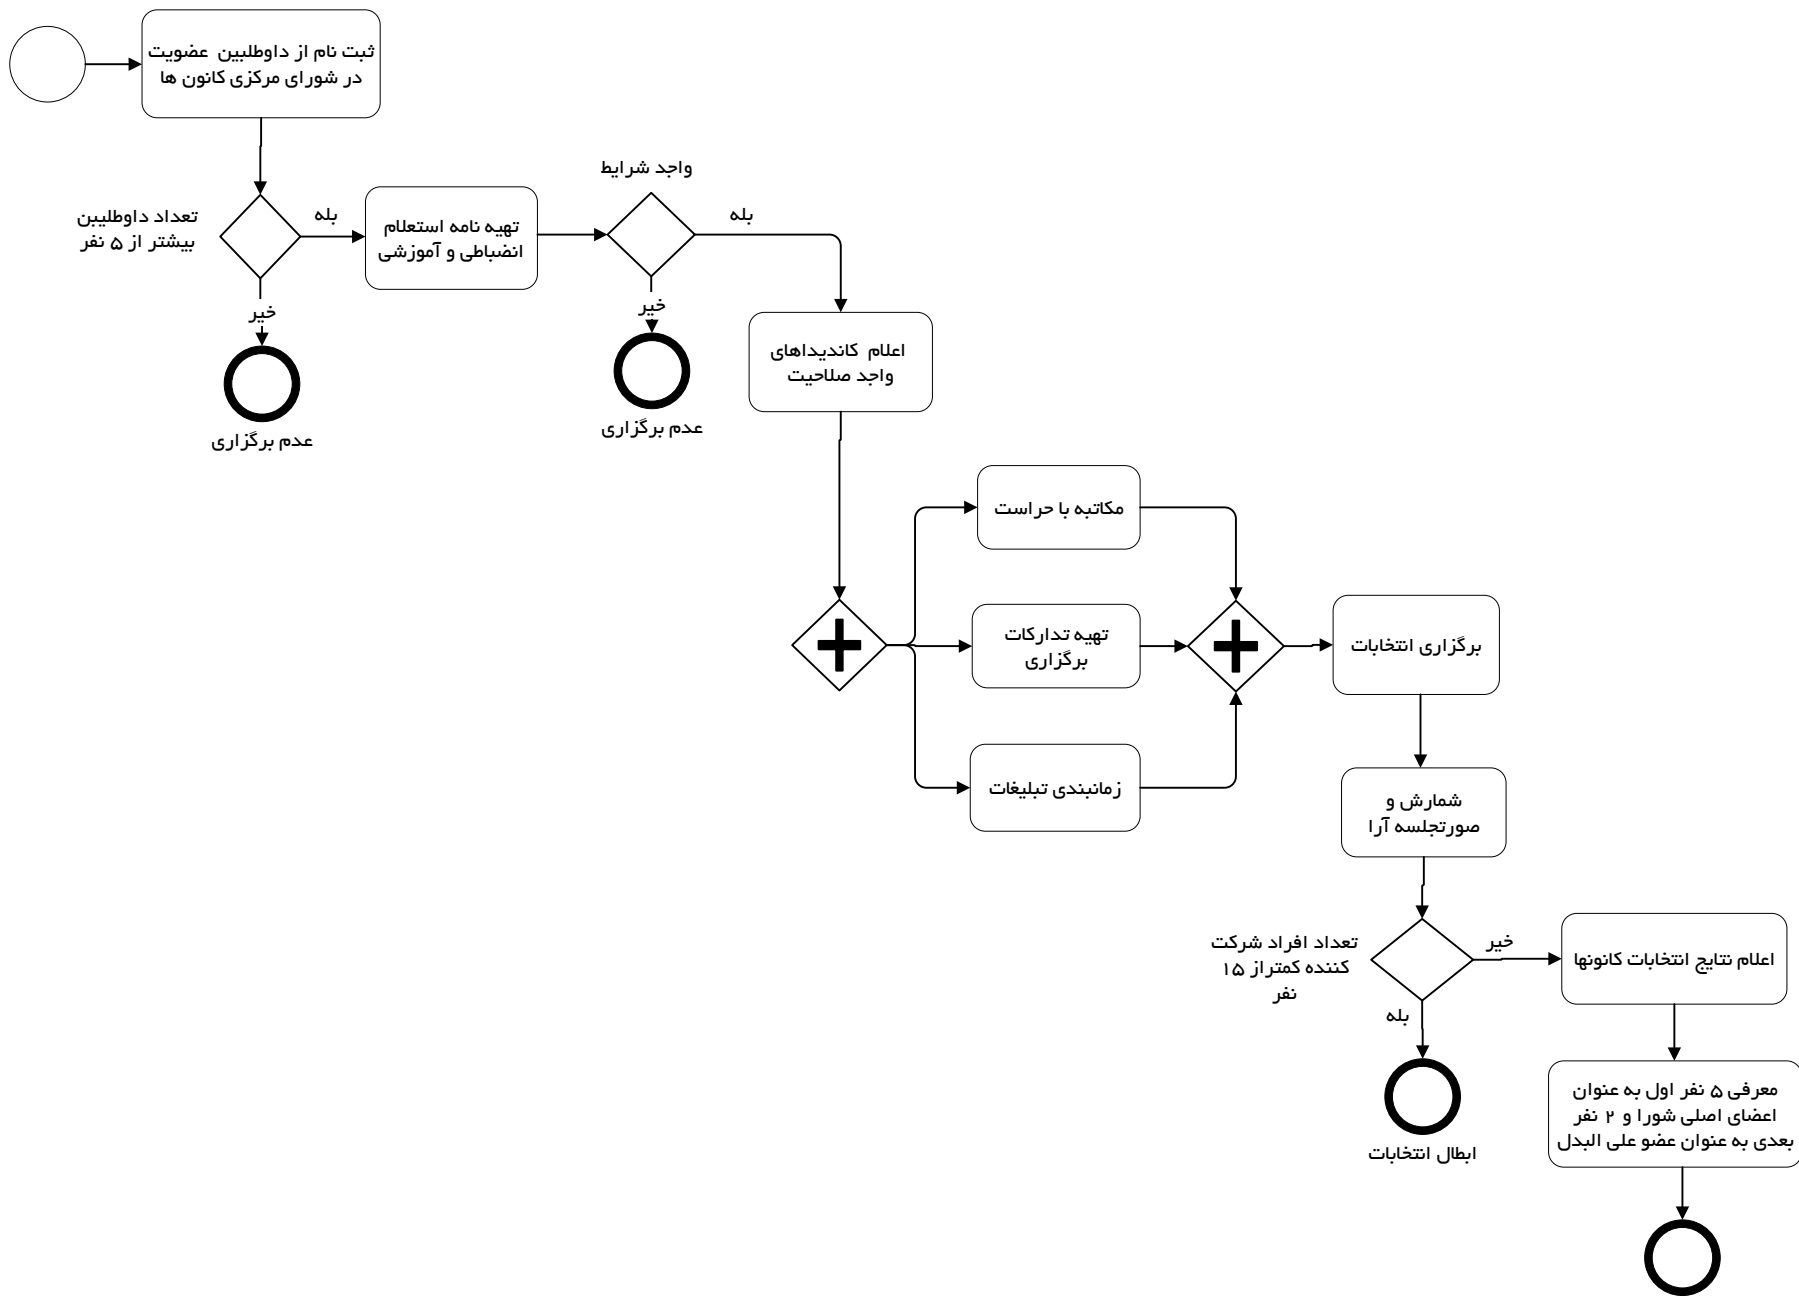 ثبت نام از داوطلبین عضویت
در شورای مرکزی کانون ها
تعداد داوطلیبن
بیشتر از ۵ نفر
بله
خیر
عدم برگزاری
تهیه نامه استعلام
انضباطی و آموزشی
واجد شرایط
بله
خیر
عدم برگزاری
اعلام کاندیداهای
واجد صلاحیت
مکاتبه با حراست
تهیه تدارکات
برگزاری
زمانبندی تبلیغات
برگزاری انتخابات
شمارش و
صورتجلسه آرا
تعداد افراد شرکت
کننده کمتراز ۱۵
نفر
خیر
بله
ابطال انتخابات
اعلام نتایج انتخابات کانونها
معرفی ۵ نفر اول به عنوان
اعضای اصلی شورا و ۲ نفر
بعدی به عنوان عضو علی البدل